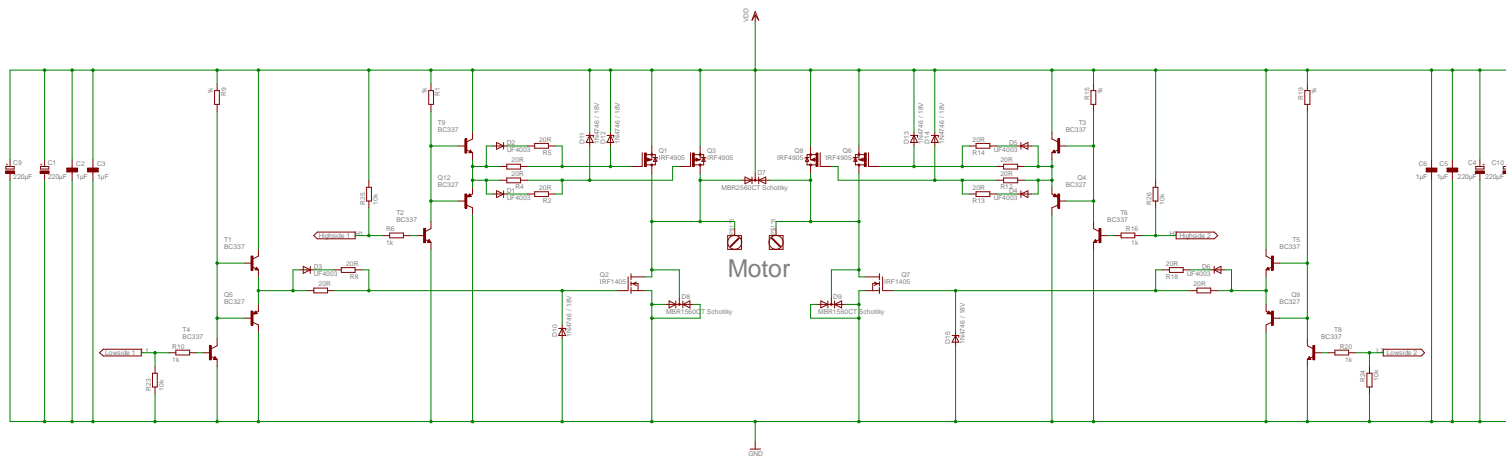 VDD
C9
220µF
C1
220µF
C2
1µF
C3
1µF
R9
1k
R1
1k
T9
BC337
Q12
BC327
R25
10k
T2
BC337
Highside 1
R6
1k
T1
BC337
Q5
BC327
T4
BC337
Lowside 1
R10
1k
R23
10k
D2
UF4003
20R
R5
20R
R4
20R
D1
UF4003
20R
R2
D3
UF4003
20R
R8
20R
D11
1N4746 / 18V
D12
1N4746 / 18V
Q1
IRF4905
Q3
IRF4905
D7
MBR2560CT Schottky
Q8
IRF4905
Q6
IRF4905
D13
1N4746 / 18V
D14
1N4746 / 18V
Motor
Q2
IRF1405
D8
MBR1560CT Schottky
D10
1N4746 / 18V
Q7
IRF1405
D9
MBR1560CT Schottky
D15
1N4746 / 18V
20R
R14
D5
UF4003
20R
20R
R12
20R
R13
D4
UF4003
T3
BC337
Q4
BC327
R15
1k
R26
10k
T6
BC337
R16
1k
Highside 2
20R
R18
D6
UF4003
20R
T5
BC337
Q9
BC327
R19
1k
T8
BC337
R20
1k
Lowside 2
R24
10k
C6
1µF
C5
1µF
C4
220µF
C10
220µF
GND